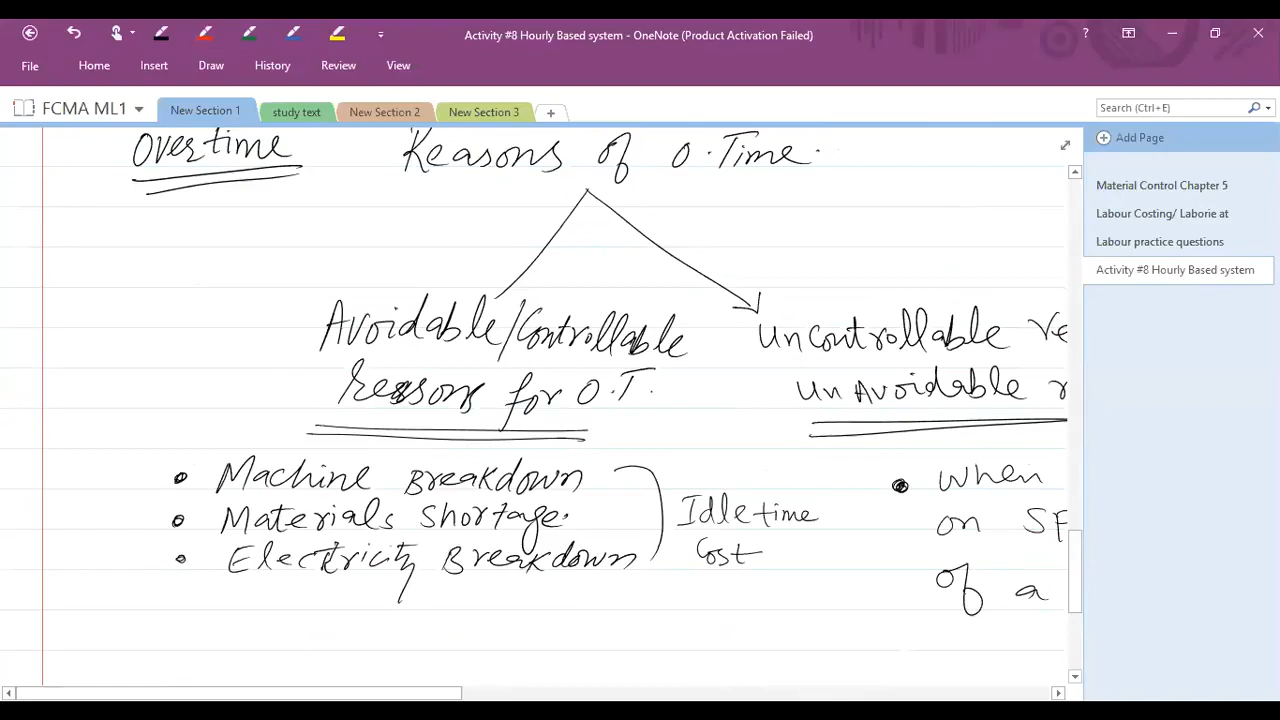 Activity #8 Hourly Based system - OneNote (Product Activation Failed)
?
File Home Insert Draw History Review View
FCMA ML1 New Section 1 study text New Section 2 New Section 3 +
Search (Ctrl+E)
Add Page
Material Control Chapter 5
Labour Costing/ Laborie at
Labour practice questions
Activity #8 Hourly Based system
Overtime Reasons of O.Time.
Avoidable/Controllable
Reasons for O.T.
Uncontrollable re
UnAvoidable r
• Machine Breakdown
• Materials Shortage
• Electricity Breakdown
Idle time
Cost
• When
on SP
of a